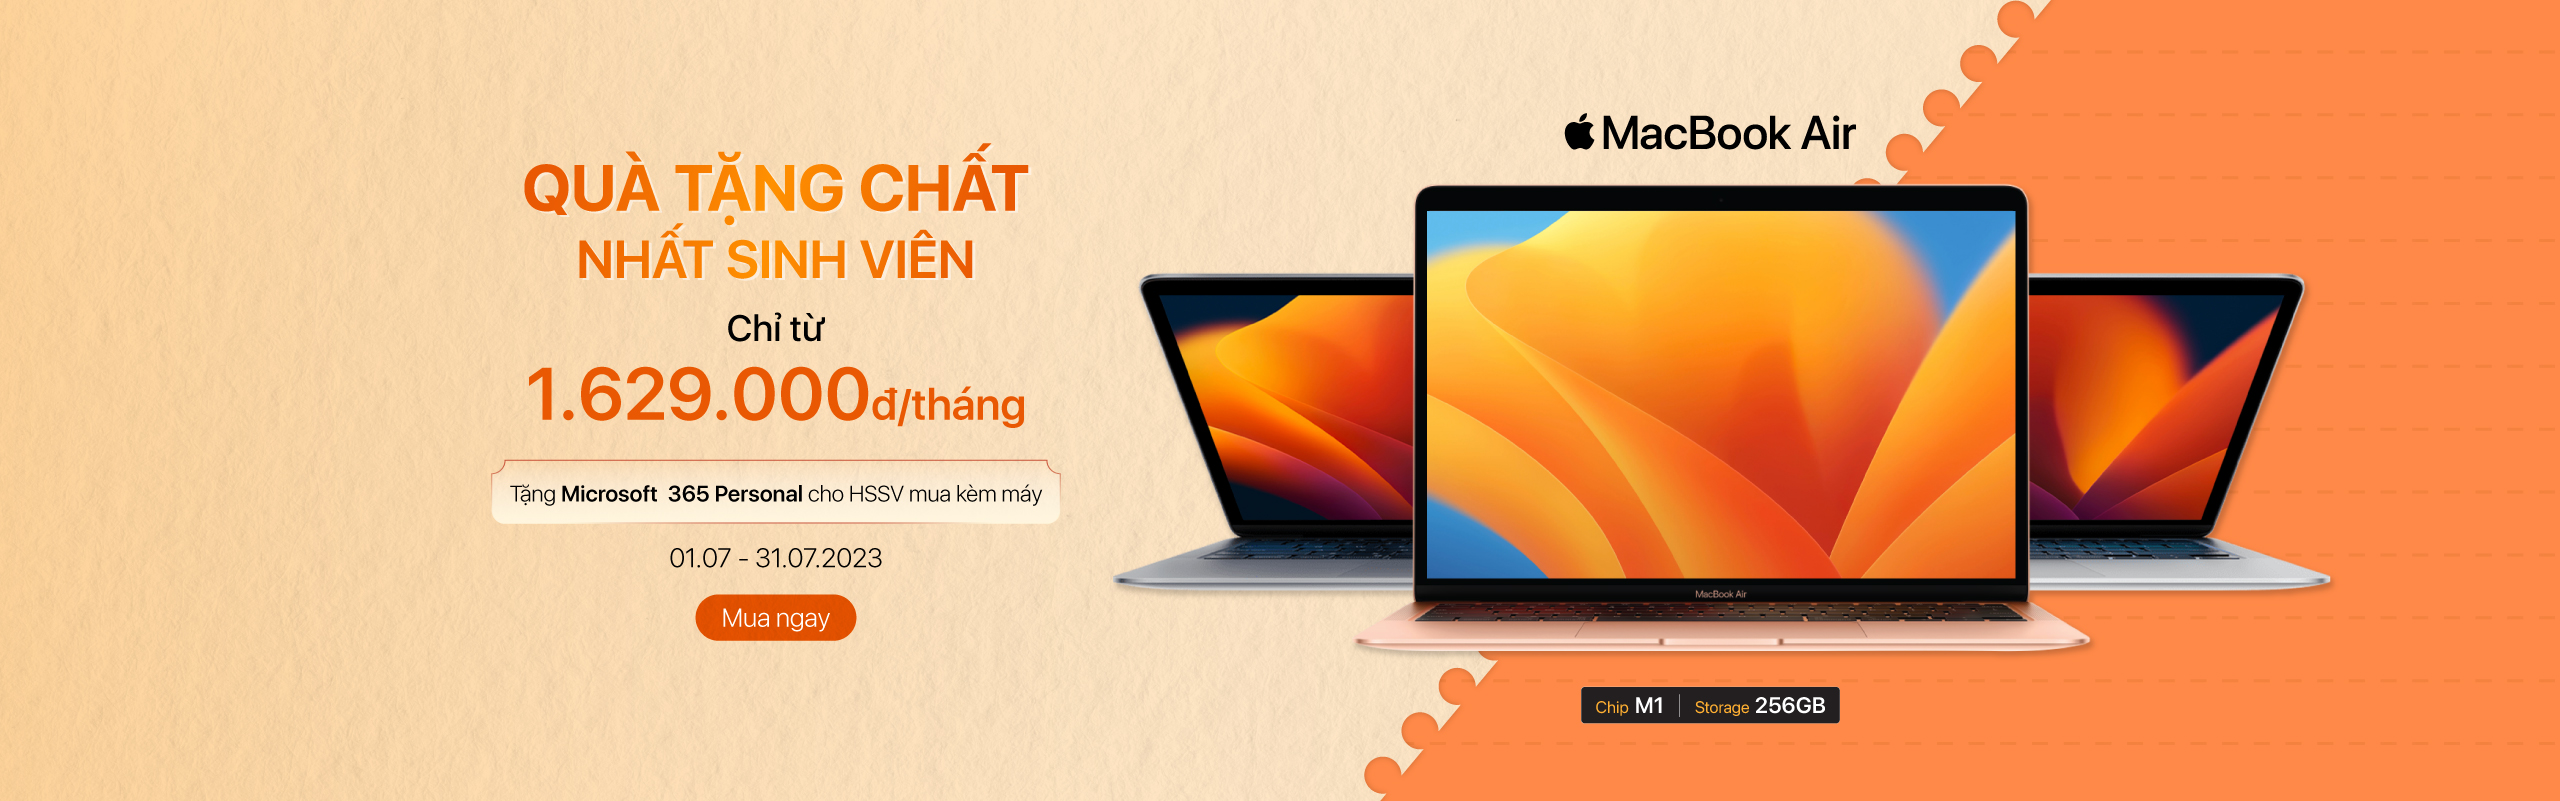 QUÀ TẶNG CHẤT
NHẤT SINH VIÊN
Chỉ từ
1.629.000đ/tháng
Tặng Microsoft 365 Personal cho HSSV mua kèm máy
01.07 - 31.07.2023
Mua ngay
MacBook Air
MacBook Air
Chip M1 | Storage 256GB